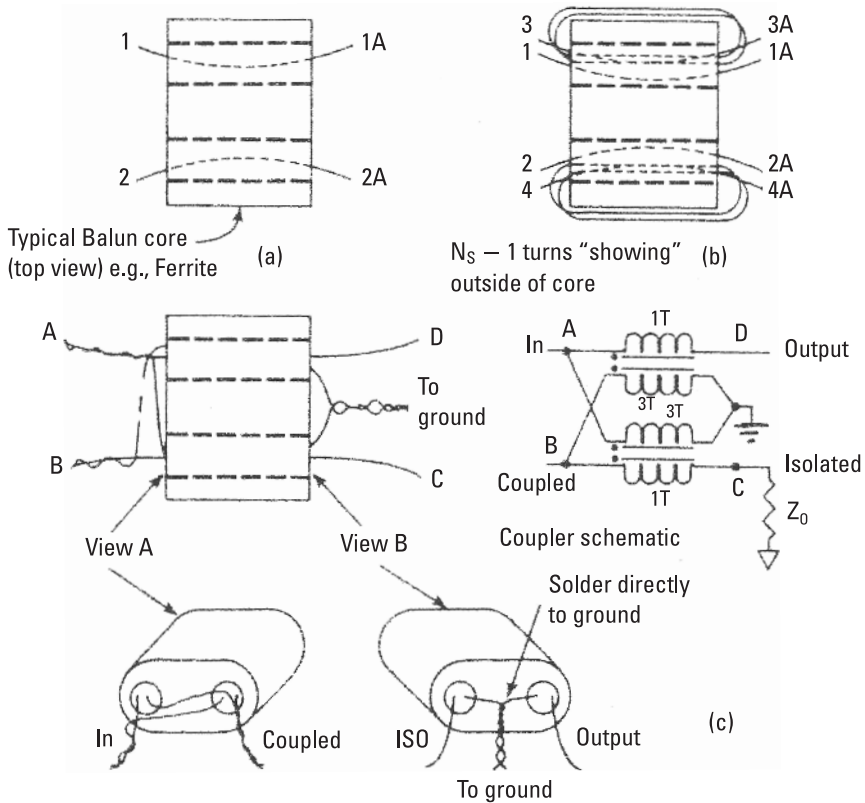 1
1A
2
2A
Typical Balun core
(top view) e.g., Ferrite
(a)
3
3A
1
1A
2
2A
4
4A
N_S – 1 turns "showing"
outside of core
(b)
A
D
To
ground
B
C
View A
View B
In
A
1T
D
Output
3T
3T
B
Coupled
1T
C
Isolated
Z_0
Coupler schematic
Solder directly
to ground
In
Coupled
ISO
Output
To ground
(c)